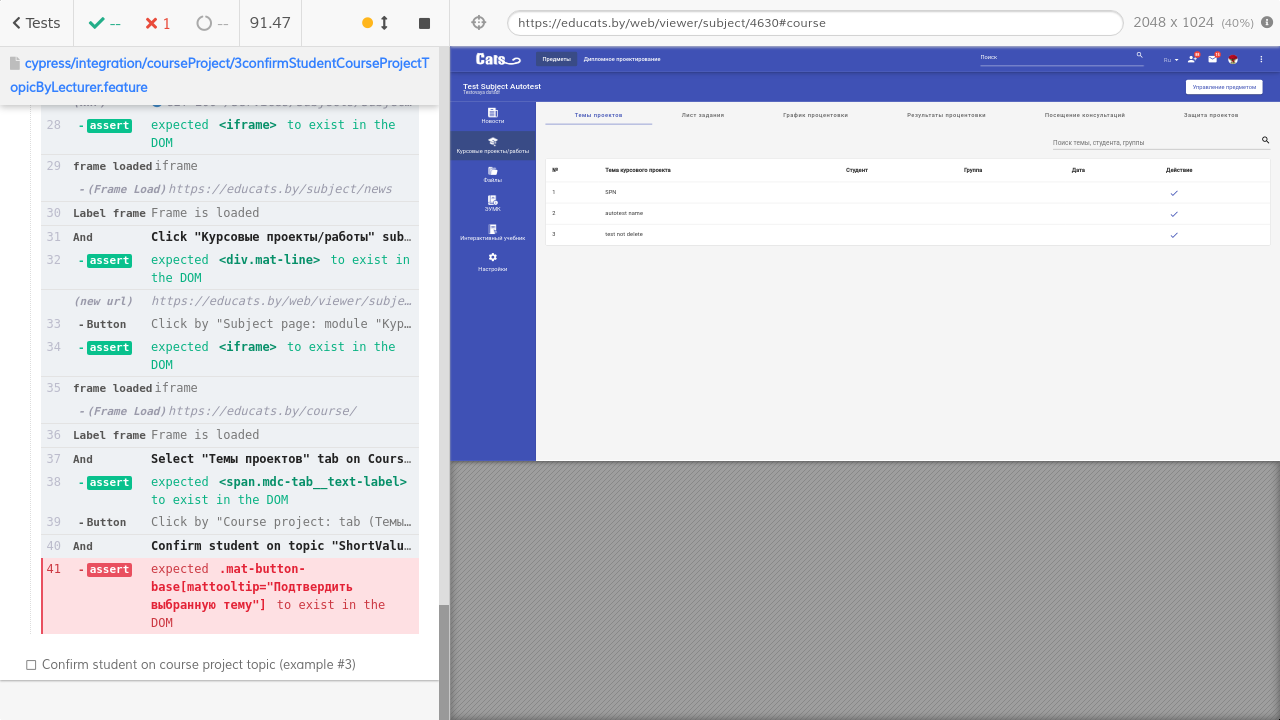 Tests
--
1
--
91.47
https://educats.by/web/viewer/subject/4630#course
2048 x 1024 (40%)
cypress/integration/courseProject/3confirmStudentCourseProjectT
opicByLecturer.feature
28 - assert expected <iframe> to exist in the
DOM
29 frame loaded iframe
- (Frame Load) https://educats.by/subject/news
30 Label frame Frame is loaded
31 And Click "Курсовые проекты/работы" sub…
32 - assert expected <div.mat-line> to exist in
the DOM
(new url) https://educats.by/web/viewer/subje…
33 - Button Click by "Subject page: module "Кур…
34 - assert expected <iframe> to exist in the
DOM
35 frame loaded iframe
- (Frame Load) https://educats.by/course/
36 Label frame Frame is loaded
37 And Select "Темы проектов" tab on Cours…
38 - assert expected <span.mdc-tab__text-label>
to exist in the DOM
39 - Button Click by "Course project: tab (Темы…
40 And Confirm student on topic "ShortValu…
41 - assert expected .mat-button-
base[mattooltip="Подтвердить
выбранную тему"] to exist in the
DOM
Confirm student on course project topic (example #3)
Cats
Предметы Дипломное проектирование
Поиск
Ru
Test Subject Autotest
Управление предметом
Новости
Курсовые проекты/работы
Файлы
ЭУМК
Интерактивный учебник
Настройки
Темы проектов Лист задания График процентовки Результаты процентовки Посещение консультаций Защита проектов
Поиск темы, студента, группы
№ Тема курсового проекта Студент Группа Дата Действие
1 SPN
2 autotest name
3 test not delete